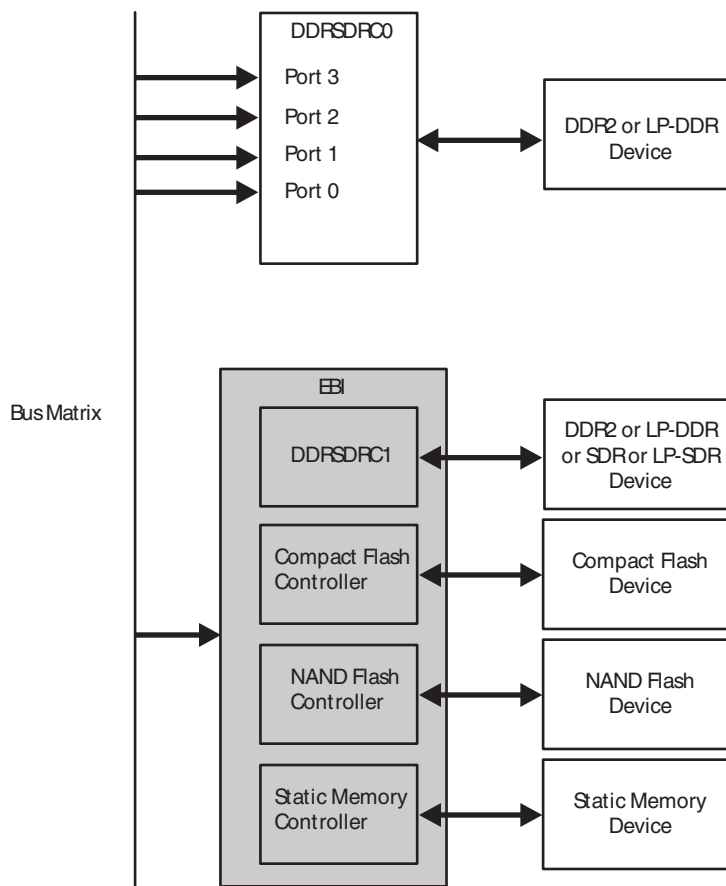 DDRSDRC0
Port 3
Port 2
Port 1
Port 0
DDR2 or LP-DDR
Device
Bus Matrix
EBI
DDRSDRC1
DDR2 or LP-DDR
or SDR or LP-SDR
Device
Compact Flash
Controller
Compact Flash
Device
NAND Flash
Controller
NAND Flash
Device
Static Memory
Controller
Static Memory
Device